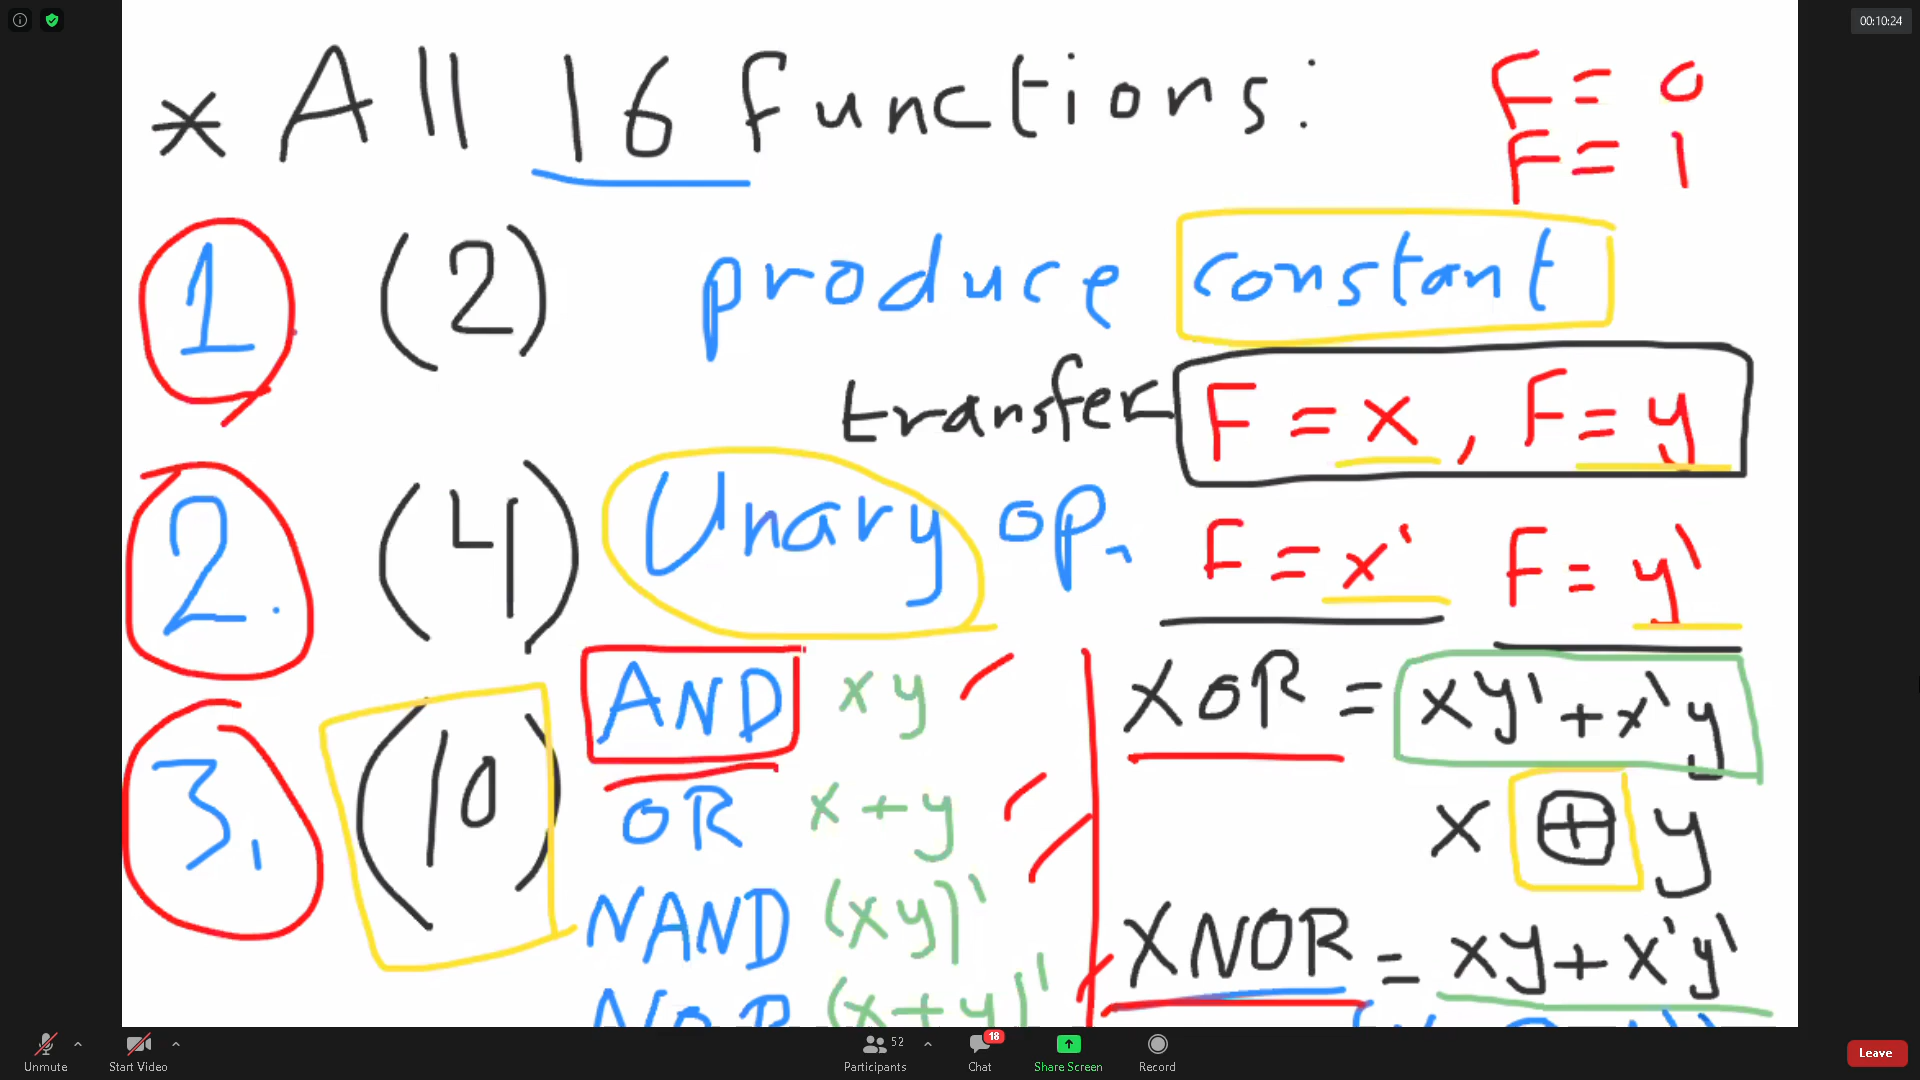 00:10:24
* All 16 functions: F = 0
F = 1
1 (2) produce constant
transfer F = x, F = y
2. (4) Unary op. F = x' F = y'
3. (10) AND xy
OR x + y
NAND (xy)'
NOR (x + y)'
XOR = xy' + x'y
x ⊕ y
XNOR = xy + x'y'
Unmute
Start Video
52
Participants
18
Chat
Share Screen
Record
Leave